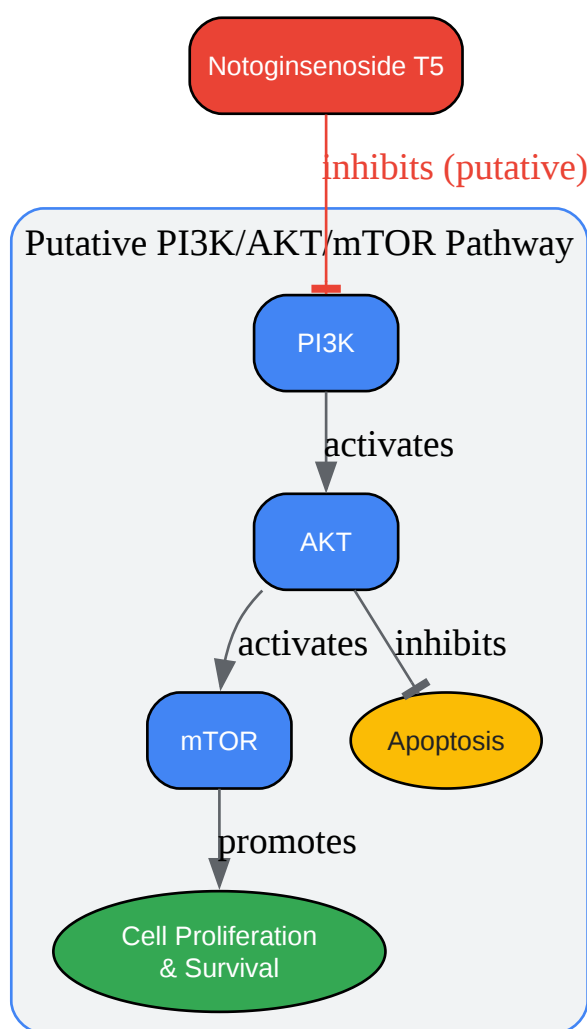 Notoginsenoside T5
inhibits (putative)
Putative PI3K/AKT/mTOR Pathway
PI3K
activates
AKT
activates
inhibits
mTOR
Apoptosis
promotes
Cell Proliferation
& Survival